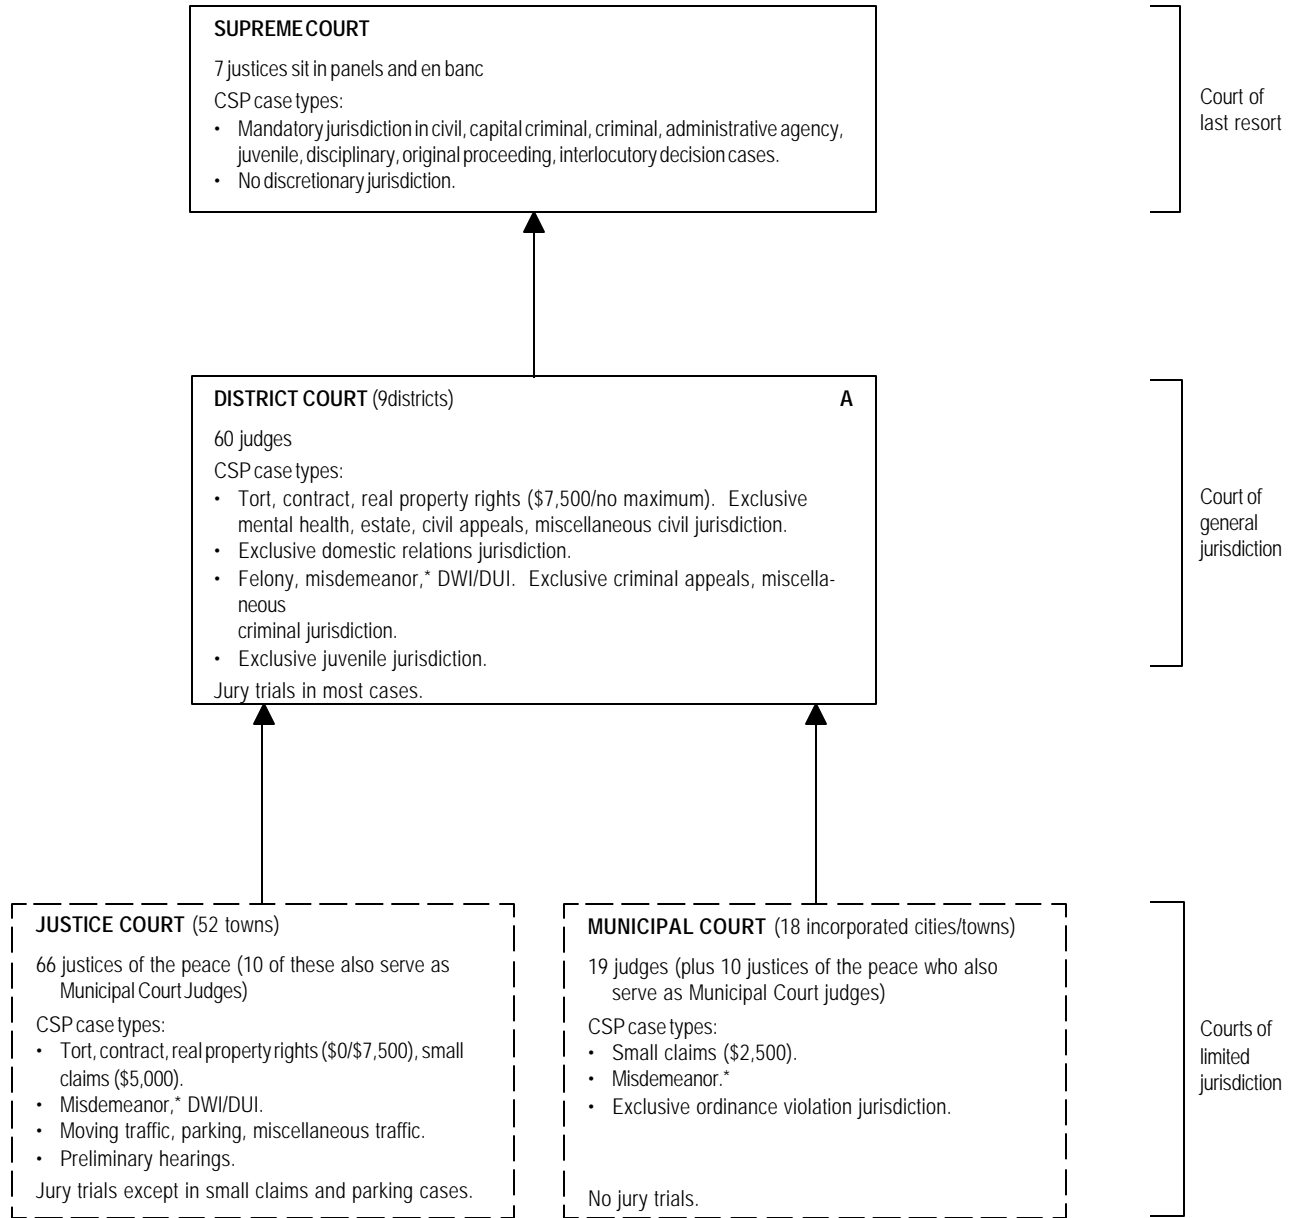 SUPREME COURT
7 justices sit in panels and en banc
CSP case types:
• Mandatory jurisdiction in civil, capital criminal, criminal, administrative agency,
juvenile, disciplinary, original proceeding, interlocutory decision cases.
• No discretionary jurisdiction.
Court of
last resort
DISTRICT COURT (9districts) A
60 judges
CSP case types:
• Tort, contract, real property rights ($7,500/no maximum). Exclusive
mental health, estate, civil appeals, miscellaneous civil jurisdiction.
• Exclusive domestic relations jurisdiction.
• Felony, misdemeanor,* DWI/DUI. Exclusive criminal appeals, miscella-
neous
criminal jurisdiction.
• Exclusive juvenile jurisdiction.
Jury trials in most cases.
Court of
general
jurisdiction
JUSTICE COURT (52 towns)
66 justices of the peace (10 of these also serve as
Municipal Court Judges)
CSP case types:
• Tort, contract, real property rights ($0/$7,500), small
claims ($5,000).
• Misdemeanor,* DWI/DUI.
• Moving traffic, parking, miscellaneous traffic.
• Preliminary hearings.
Jury trials except in small claims and parking cases.
MUNICIPAL COURT (18 incorporated cities/towns)
19 judges (plus 10 justices of the peace who also
serve as Municipal Court judges)
CSP case types:
• Small claims ($2,500).
• Misdemeanor.*
• Exclusive ordinance violation jurisdiction.
No jury trials.
Courts of
limited
jurisdiction